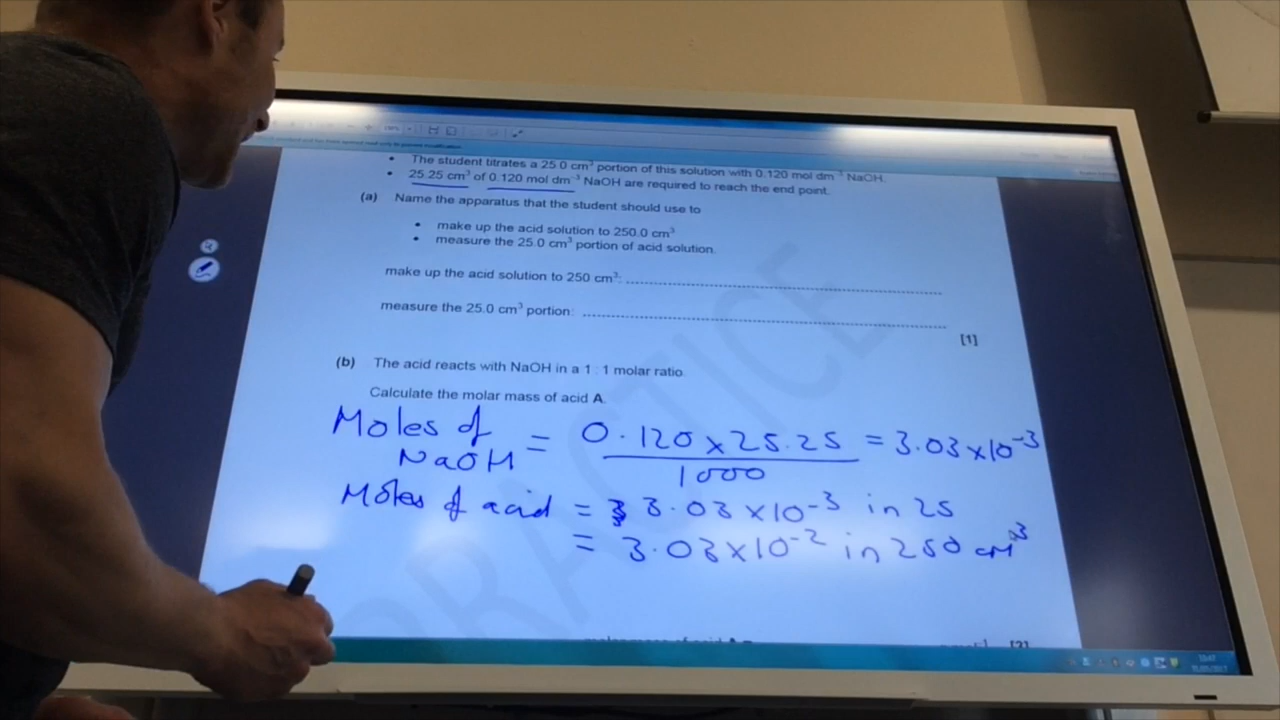 • The student titrates a 25.0 cm³ portion of this solution with 0.120 mol dm⁻³ NaOH.
• 25.25 cm³ of 0.120 mol dm⁻³ NaOH are required to reach the end point.
(a) Name the apparatus that the student should use to
• make up the acid solution to 250.0 cm³
• measure the 25.0 cm³ portion of acid solution.
make up the acid solution to 250 cm³:
measure the 25.0 cm³ portion:
[1]
(b) The acid reacts with NaOH in a 1 : 1 molar ratio.
Calculate the molar mass of acid A.
Moles of NaOH = 0.120 × 25.25 / 1000 = 3.03 × 10⁻³
Moles of acid = 3.03 × 10⁻³ in 25
= 3.03 × 10⁻² in 250 cm³
PRACTICE